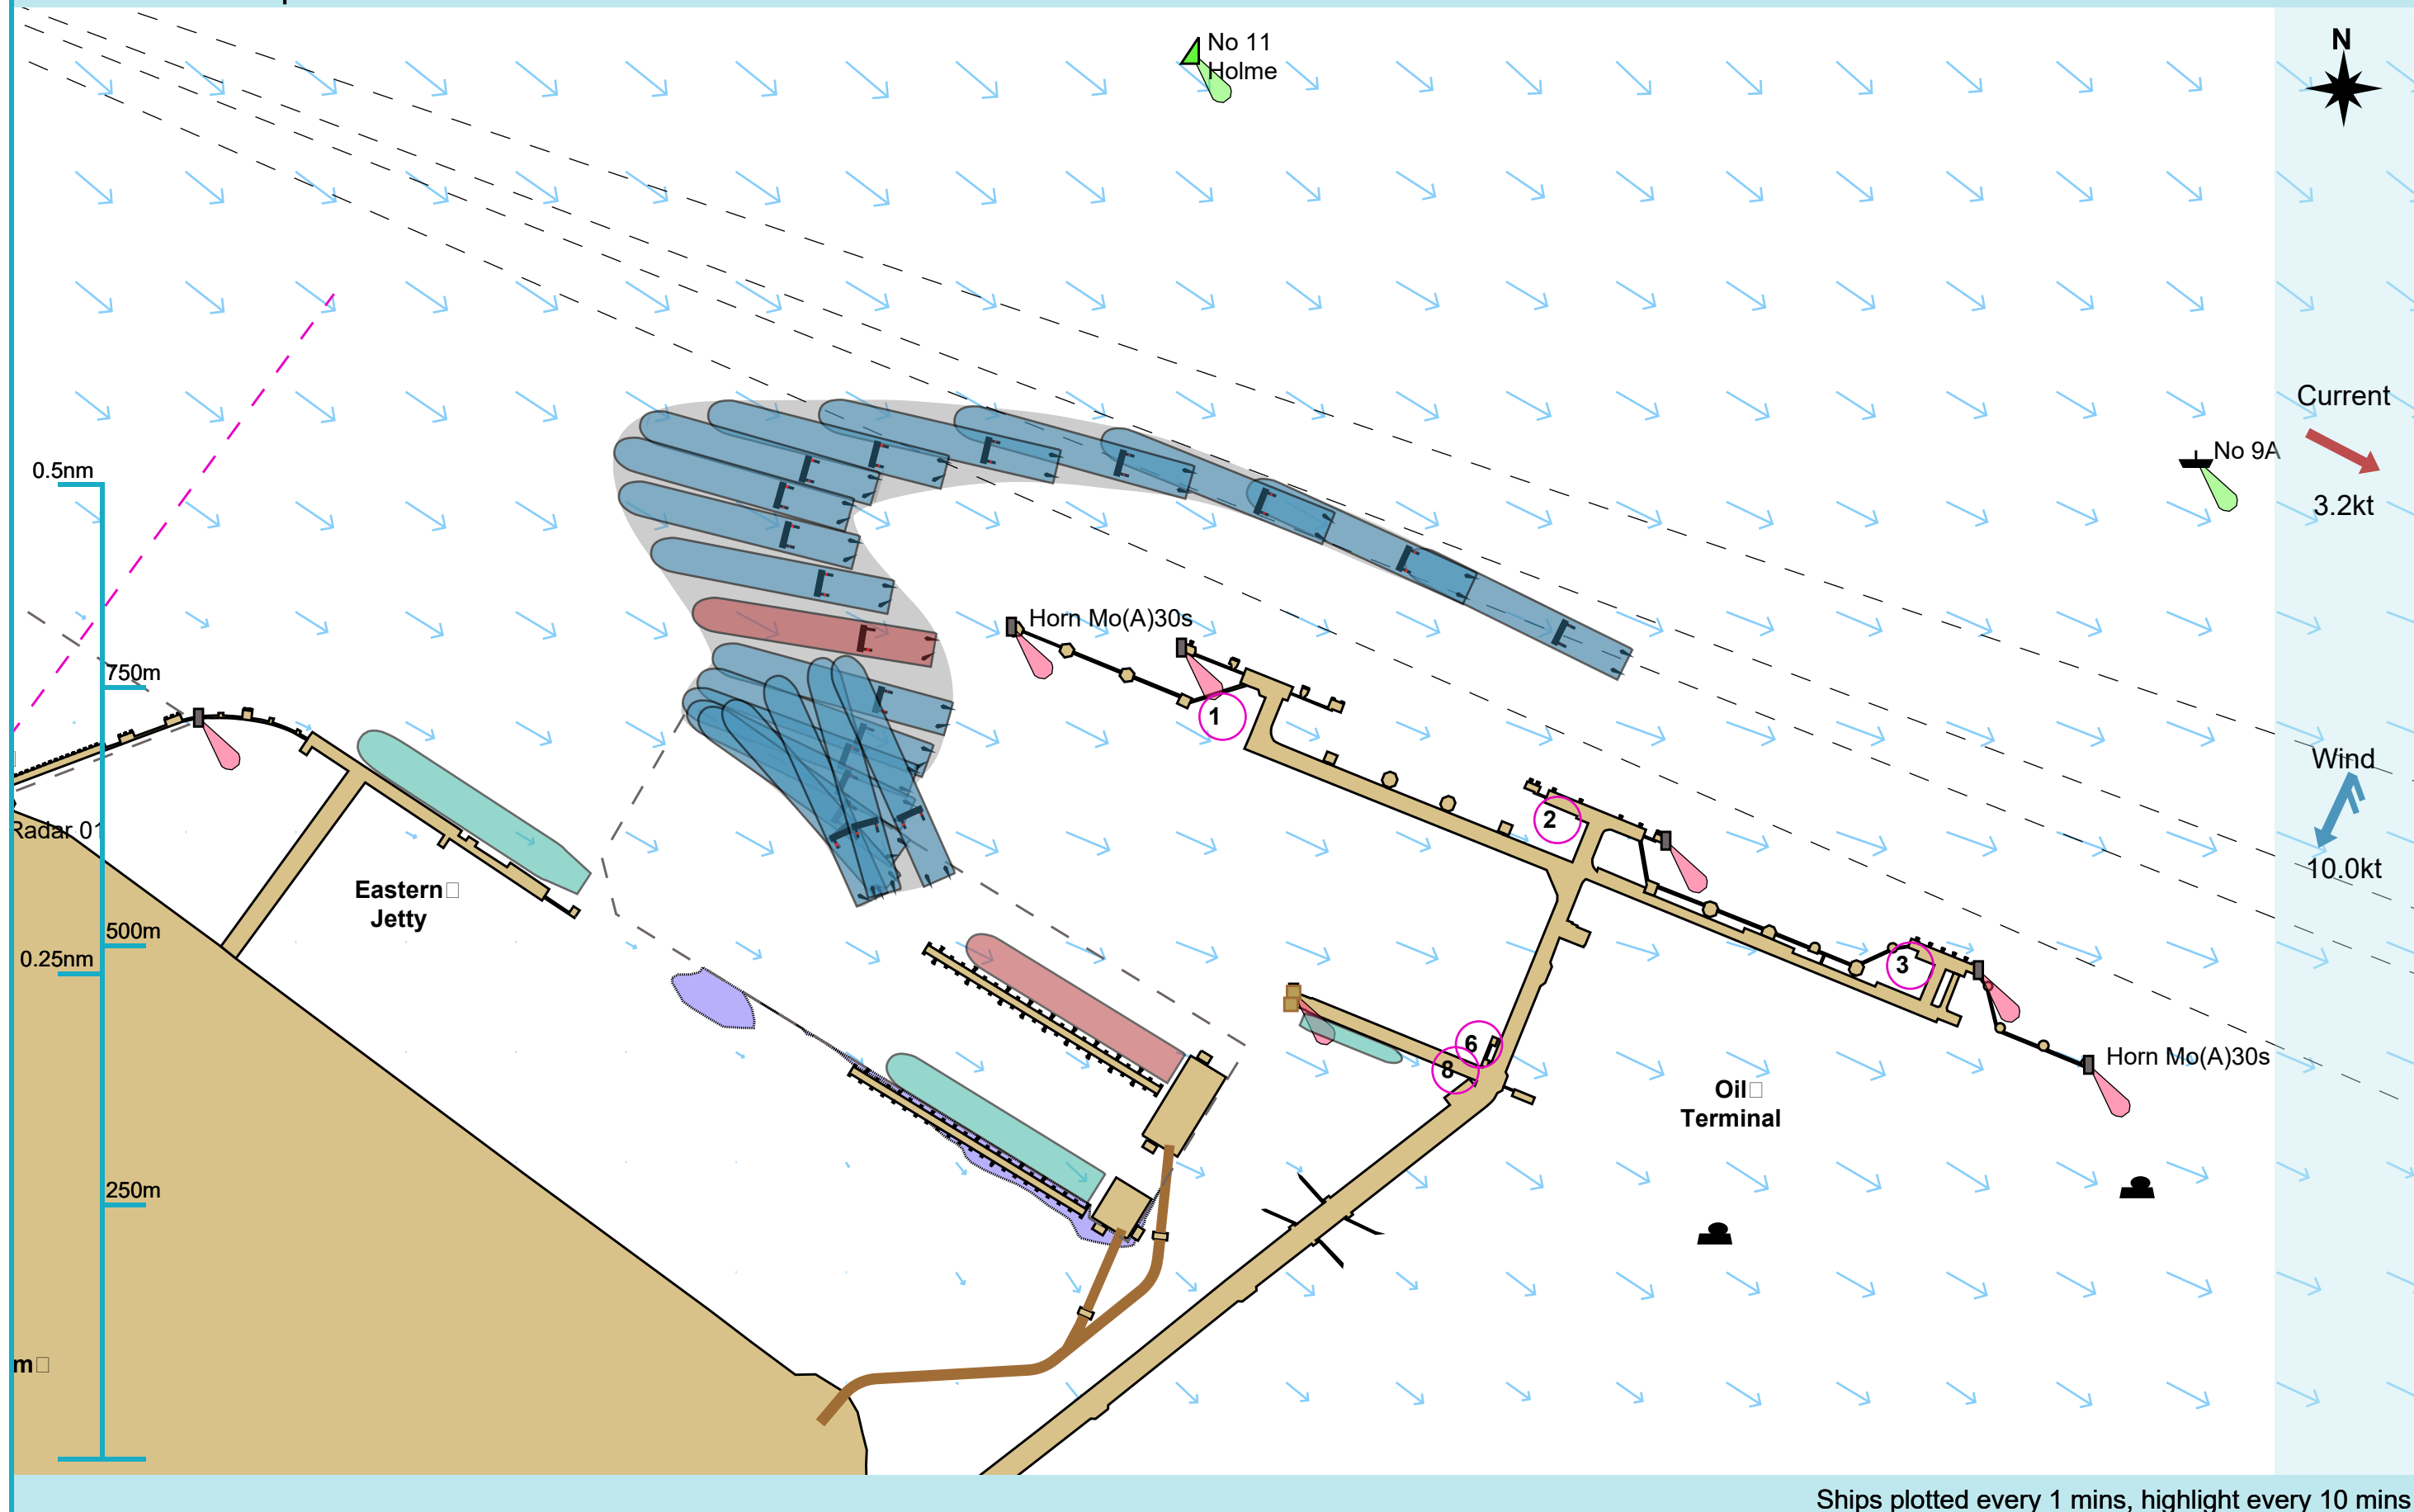 No 11
Holme
N
Current
No 9A
3.2kt
0.5nm
Horn Mo(A)30s
750m
1
Wind
2
10.0kt
Radar 01
Eastern
Jetty
500m
0.25nm
3
6
8
Horn Mo(A)30s
Oil
Terminal
250m
m
Ships plotted every 1 mins, highlight every 10 mins